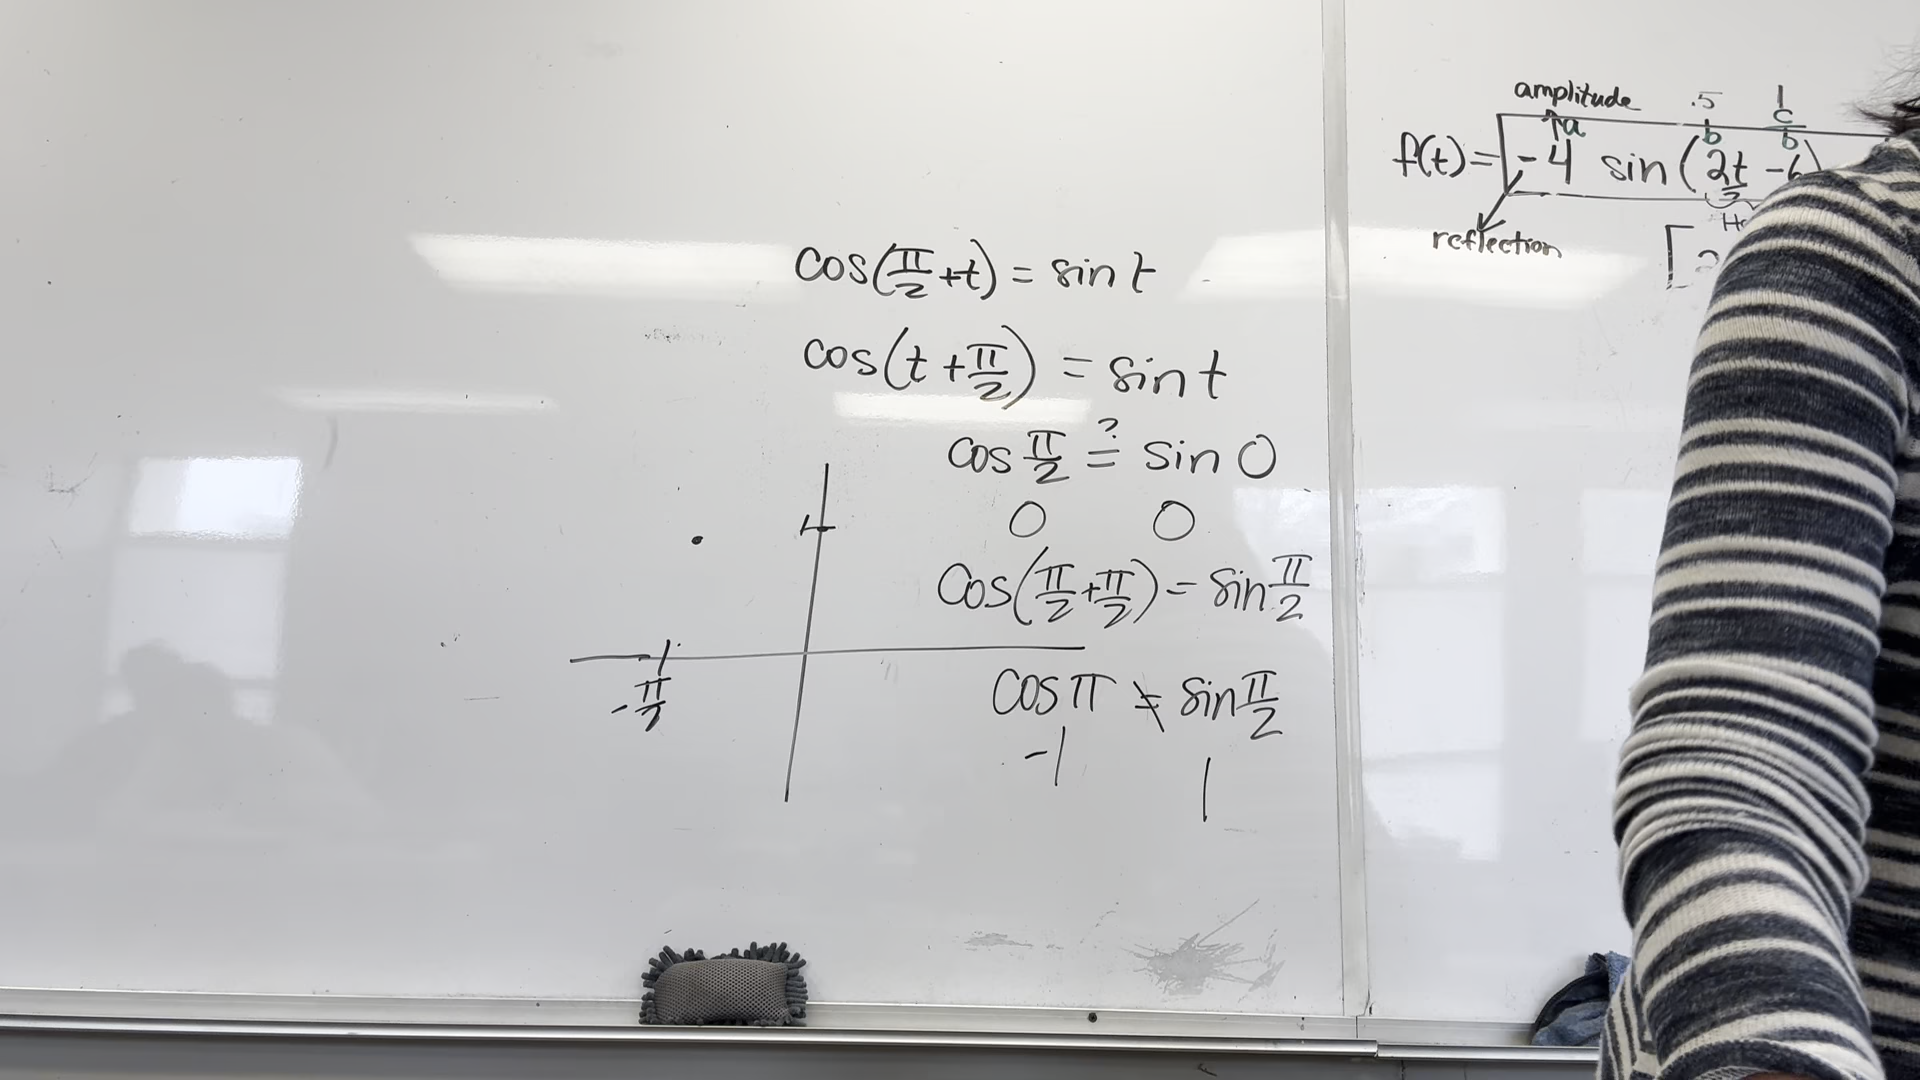 cos(π/2+t) = sin t
cos(t+π/2) = sin t
cos π/2 ?= sin 0
0 0
Cos(π/2+π/2) = sin π/2
cos π ≠ sin π/2
-1 1
-π/2
amplitude
a .5 b 1 c/b
f(t)= -4 sin(2t -6)
reflection